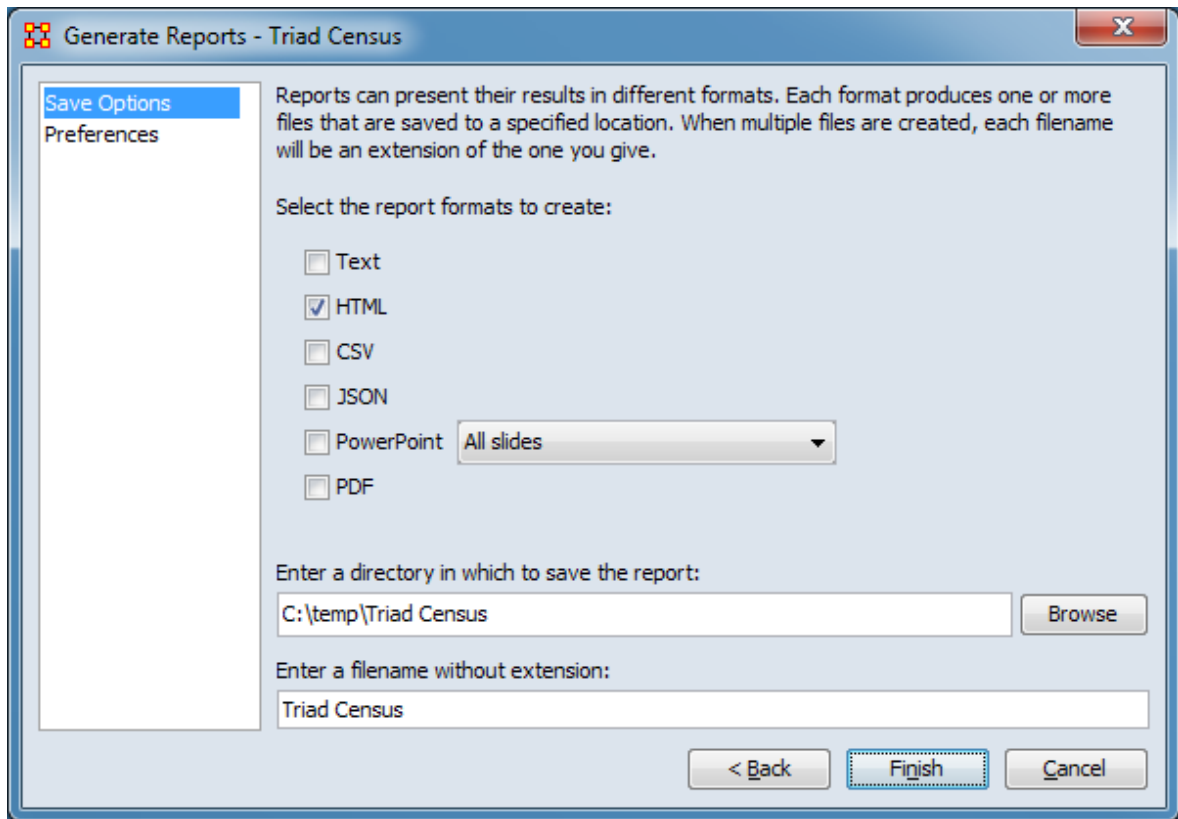 Generate Reports - Triad Census
Save Options
Preferences
Reports can present their results in different formats. Each format produces one or more
files that are saved to a specified location. When multiple files are created, each filename
will be an extension of the one you give.
Select the report formats to create:
Text
HTML
CSV
JSON
PowerPoint All slides
PDF
Enter a directory in which to save the report:
C:\temp\Triad Census Browse
Enter a filename without extension:
Triad Census
< Back Finish Cancel